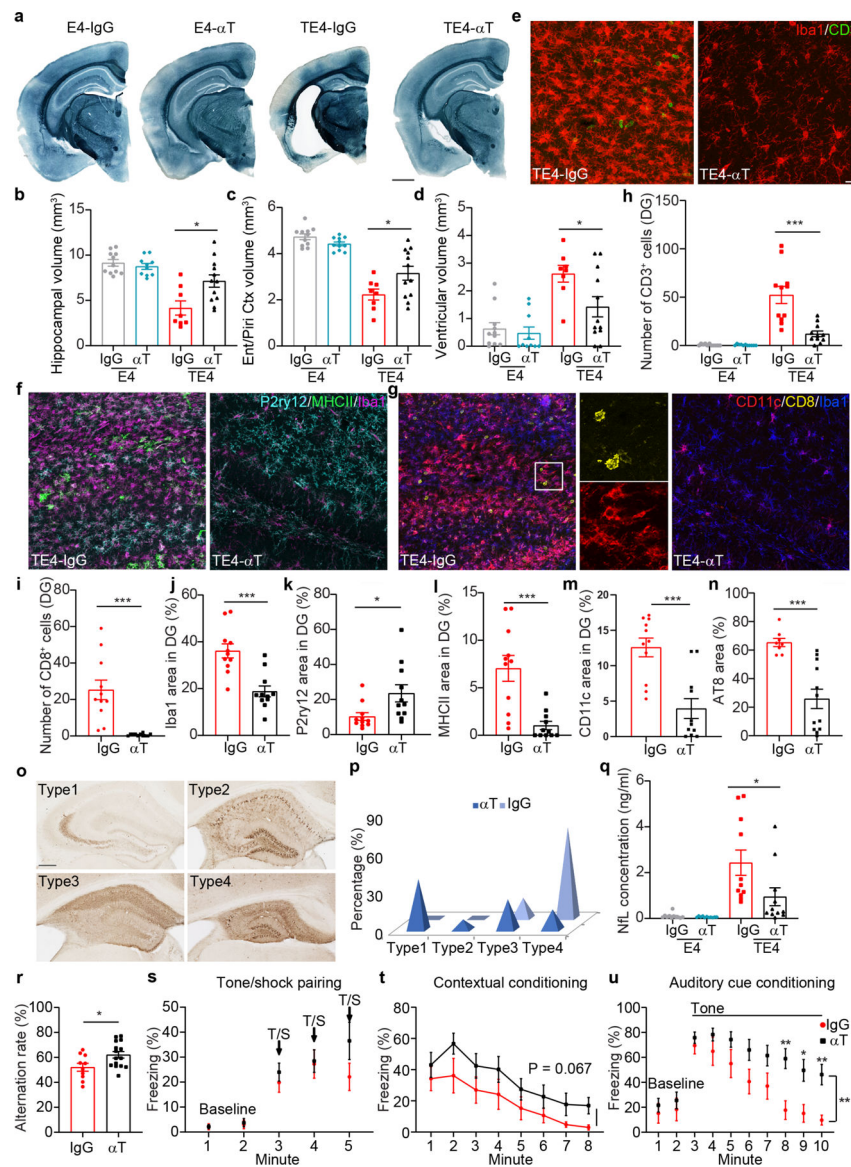 a
E4-IgG
E4-αT
TE4-IgG
TE4-αT
e
Iba1/CD
TE4-IgG
TE4-αT
b
Hippocampal volume (mm³)
15
10
5
0
*
IgG αT
IgG αT
E4
TE4
c
Ent/Piri Ctx volume (mm³)
6
4
2
0
*
IgG αT
IgG αT
E4
TE4
d
Ventricular volume (mm³)
6
5
4
3
2
1
0
*
IgG αT
IgG αT
E4
TE4
h
Number of CD3⁺ cells (DG)
150
100
50
0
***
IgG αT
IgG αT
E4
TE4
f
P2ry12/MHCII/Iba1
TE4-IgG
TE4-αT
g
CD11c/CD8/Iba1
TE4-IgG
TE4-αT
i
Number of CD8⁺ cells (DG)
80
60
40
20
0
***
IgG αT
j
Iba1 area in DG (%)
80
60
40
20
0
***
IgG αT
k
P2ry12 area in DG (%)
80
60
40
20
0
*
IgG αT
l
MHCII area in DG (%)
15
10
5
0
***
IgG αT
m
CD11c area in DG (%)
20
15
10
5
0
***
IgG αT
n
AT8 area (%)
100
80
60
40
20
0
***
IgG αT
o
Type1
Type2
Type3
Type4
p
αT
IgG
Percentage (%)
90
60
30
0
Type1
Type2
Type3
Type4
q
NfL concentration (ng/ml)
8
6
4
2
0
*
IgG αT
IgG αT
E4
TE4
r
Alternation rate (%)
100
80
60
40
20
0
*
IgG αT
s
Tone/shock pairing
Freezing (%)
50
40
30
20
10
0
T/S
T/S
T/S
Baseline
1 2 3 4 5
Minute
t
Contextual conditioning
Freezing (%)
80
60
40
20
0
P = 0.067
1 2 3 4 5 6 7 8
Minute
u
Auditory cue conditioning
Freezing (%)
100
80
60
40
20
0
Tone
IgG
αT
Baseline
** * **
**
1 2 3 4 5 6 7 8 9 10
Minute